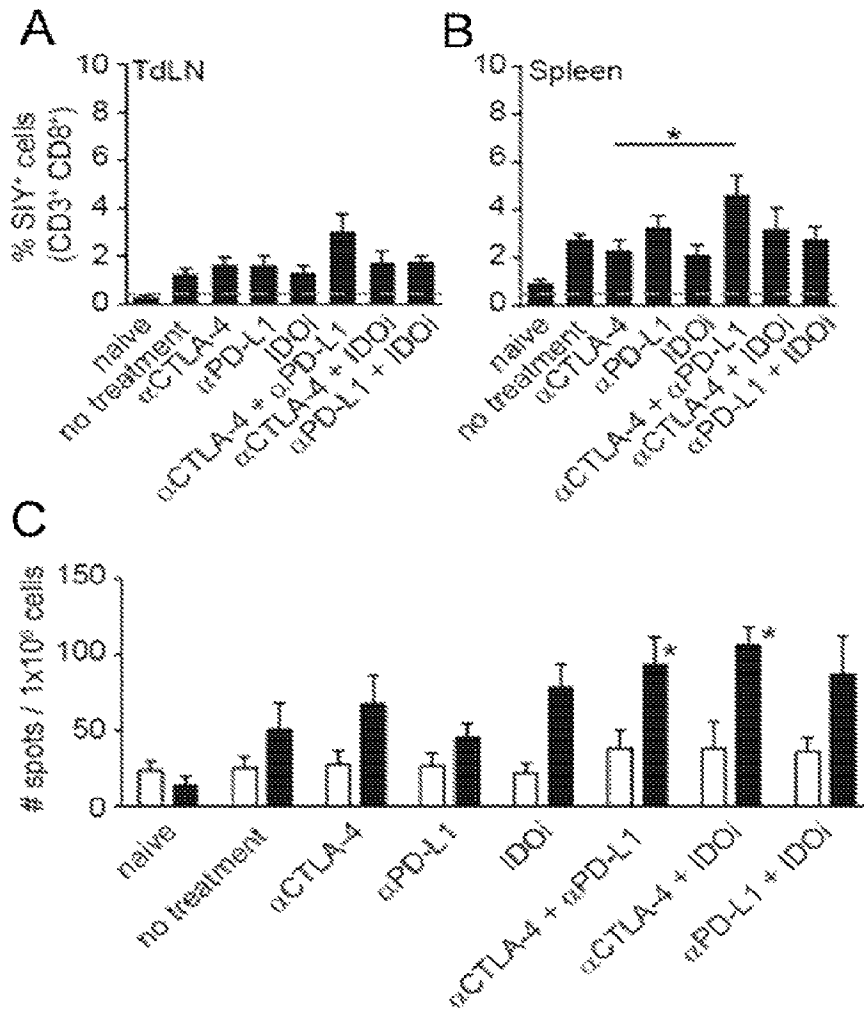 A
TdLN
% SIY⁺ cells
(CD3⁺ CD8⁺)
10
8
6
4
2
0
naive
no treatment
αCTLA-4
αPD-L1
IDOi
αCTLA-4 + αPD-L1
αCTLA-4 + IDOi
αPD-L1 + IDOi
B
Spleen
10
8
6
4
2
0
*
naive
no treatment
αCTLA-4
αPD-L1
IDOi
αCTLA-4 + αPD-L1
αCTLA-4 + IDOi
αPD-L1 + IDOi
C
# spots / 1x10⁶ cells
150
100
50
0
*
*
naive
no treatment
αCTLA-4
αPD-L1
IDOi
αCTLA-4 + αPD-L1
αCTLA-4 + IDOi
αPD-L1 + IDOi